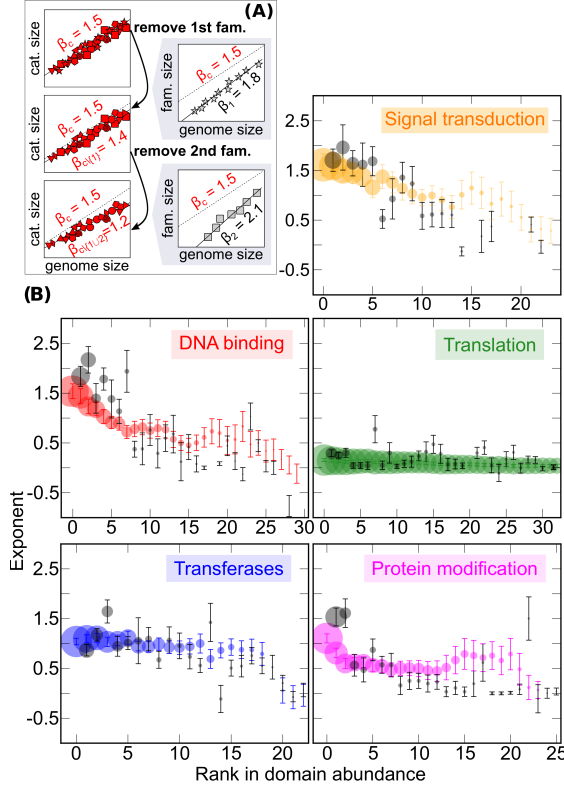 (A)
cat. size
β_c = 1.5
remove 1st fam.
fam. size
β_c = 1.5
β_1 = 1.8
genome size
cat. size
β_c = 1.5
β_c\{1} = 1.4
remove 2nd fam.
fam. size
β_c = 1.5
β_2 = 2.1
genome size
cat. size
β_c = 1.5
β_c\{1∪2} = 1.2
genome size
Signal transduction
2.5
1.5
0.5
-0.5
0 5 10 15 20
(B)
DNA binding
2.5
1.5
0.5
-0.5
0 5 10 15 20 25 30
Translation
0 5 10 15 20 25 30
Exponent
Transferases
2.5
1.5
0.5
-0.5
0 5 10 15 20
Protein modification
0 5 10 15 20 25
Rank in domain abundance